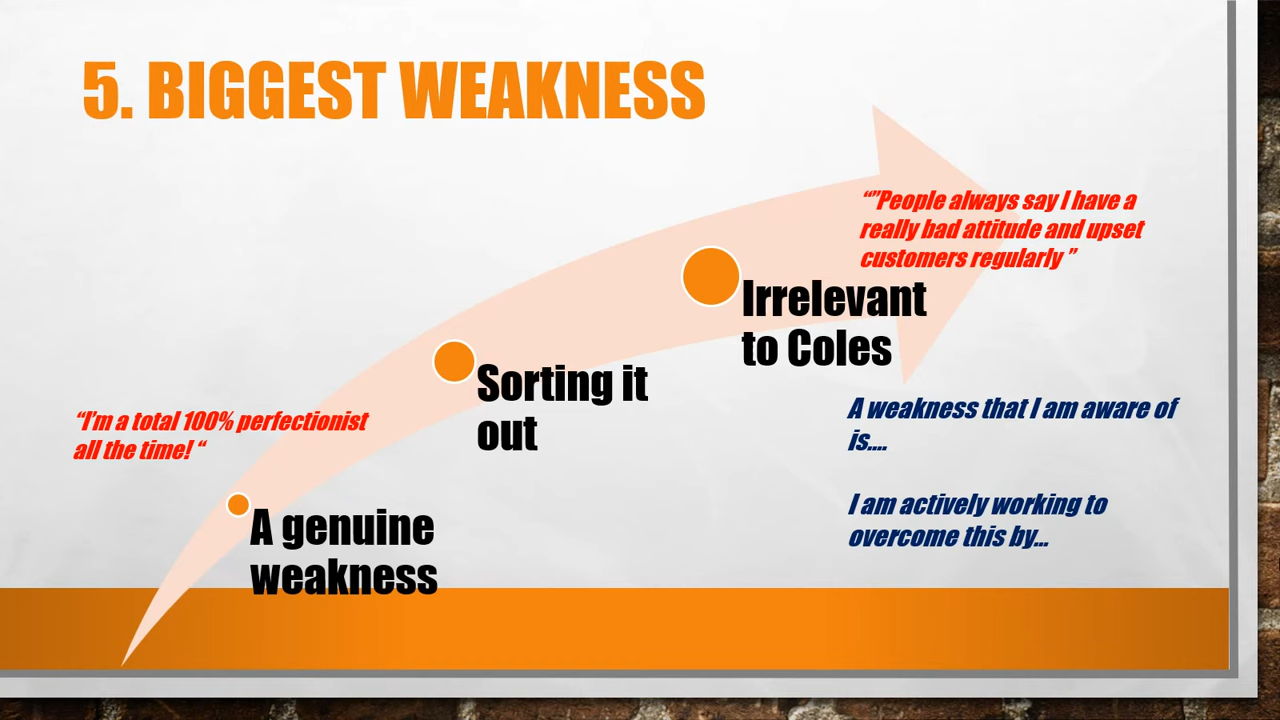 5. BIGGEST WEAKNESS
“”People always say I have a
really bad attitude and upset
customers regularly ”
Irrelevant
to Coles
Sorting it
out
“I’m a total 100% perfectionist
all the time! “
A genuine
weakness
A weakness that I am aware of
is....
I am actively working to
overcome this by...